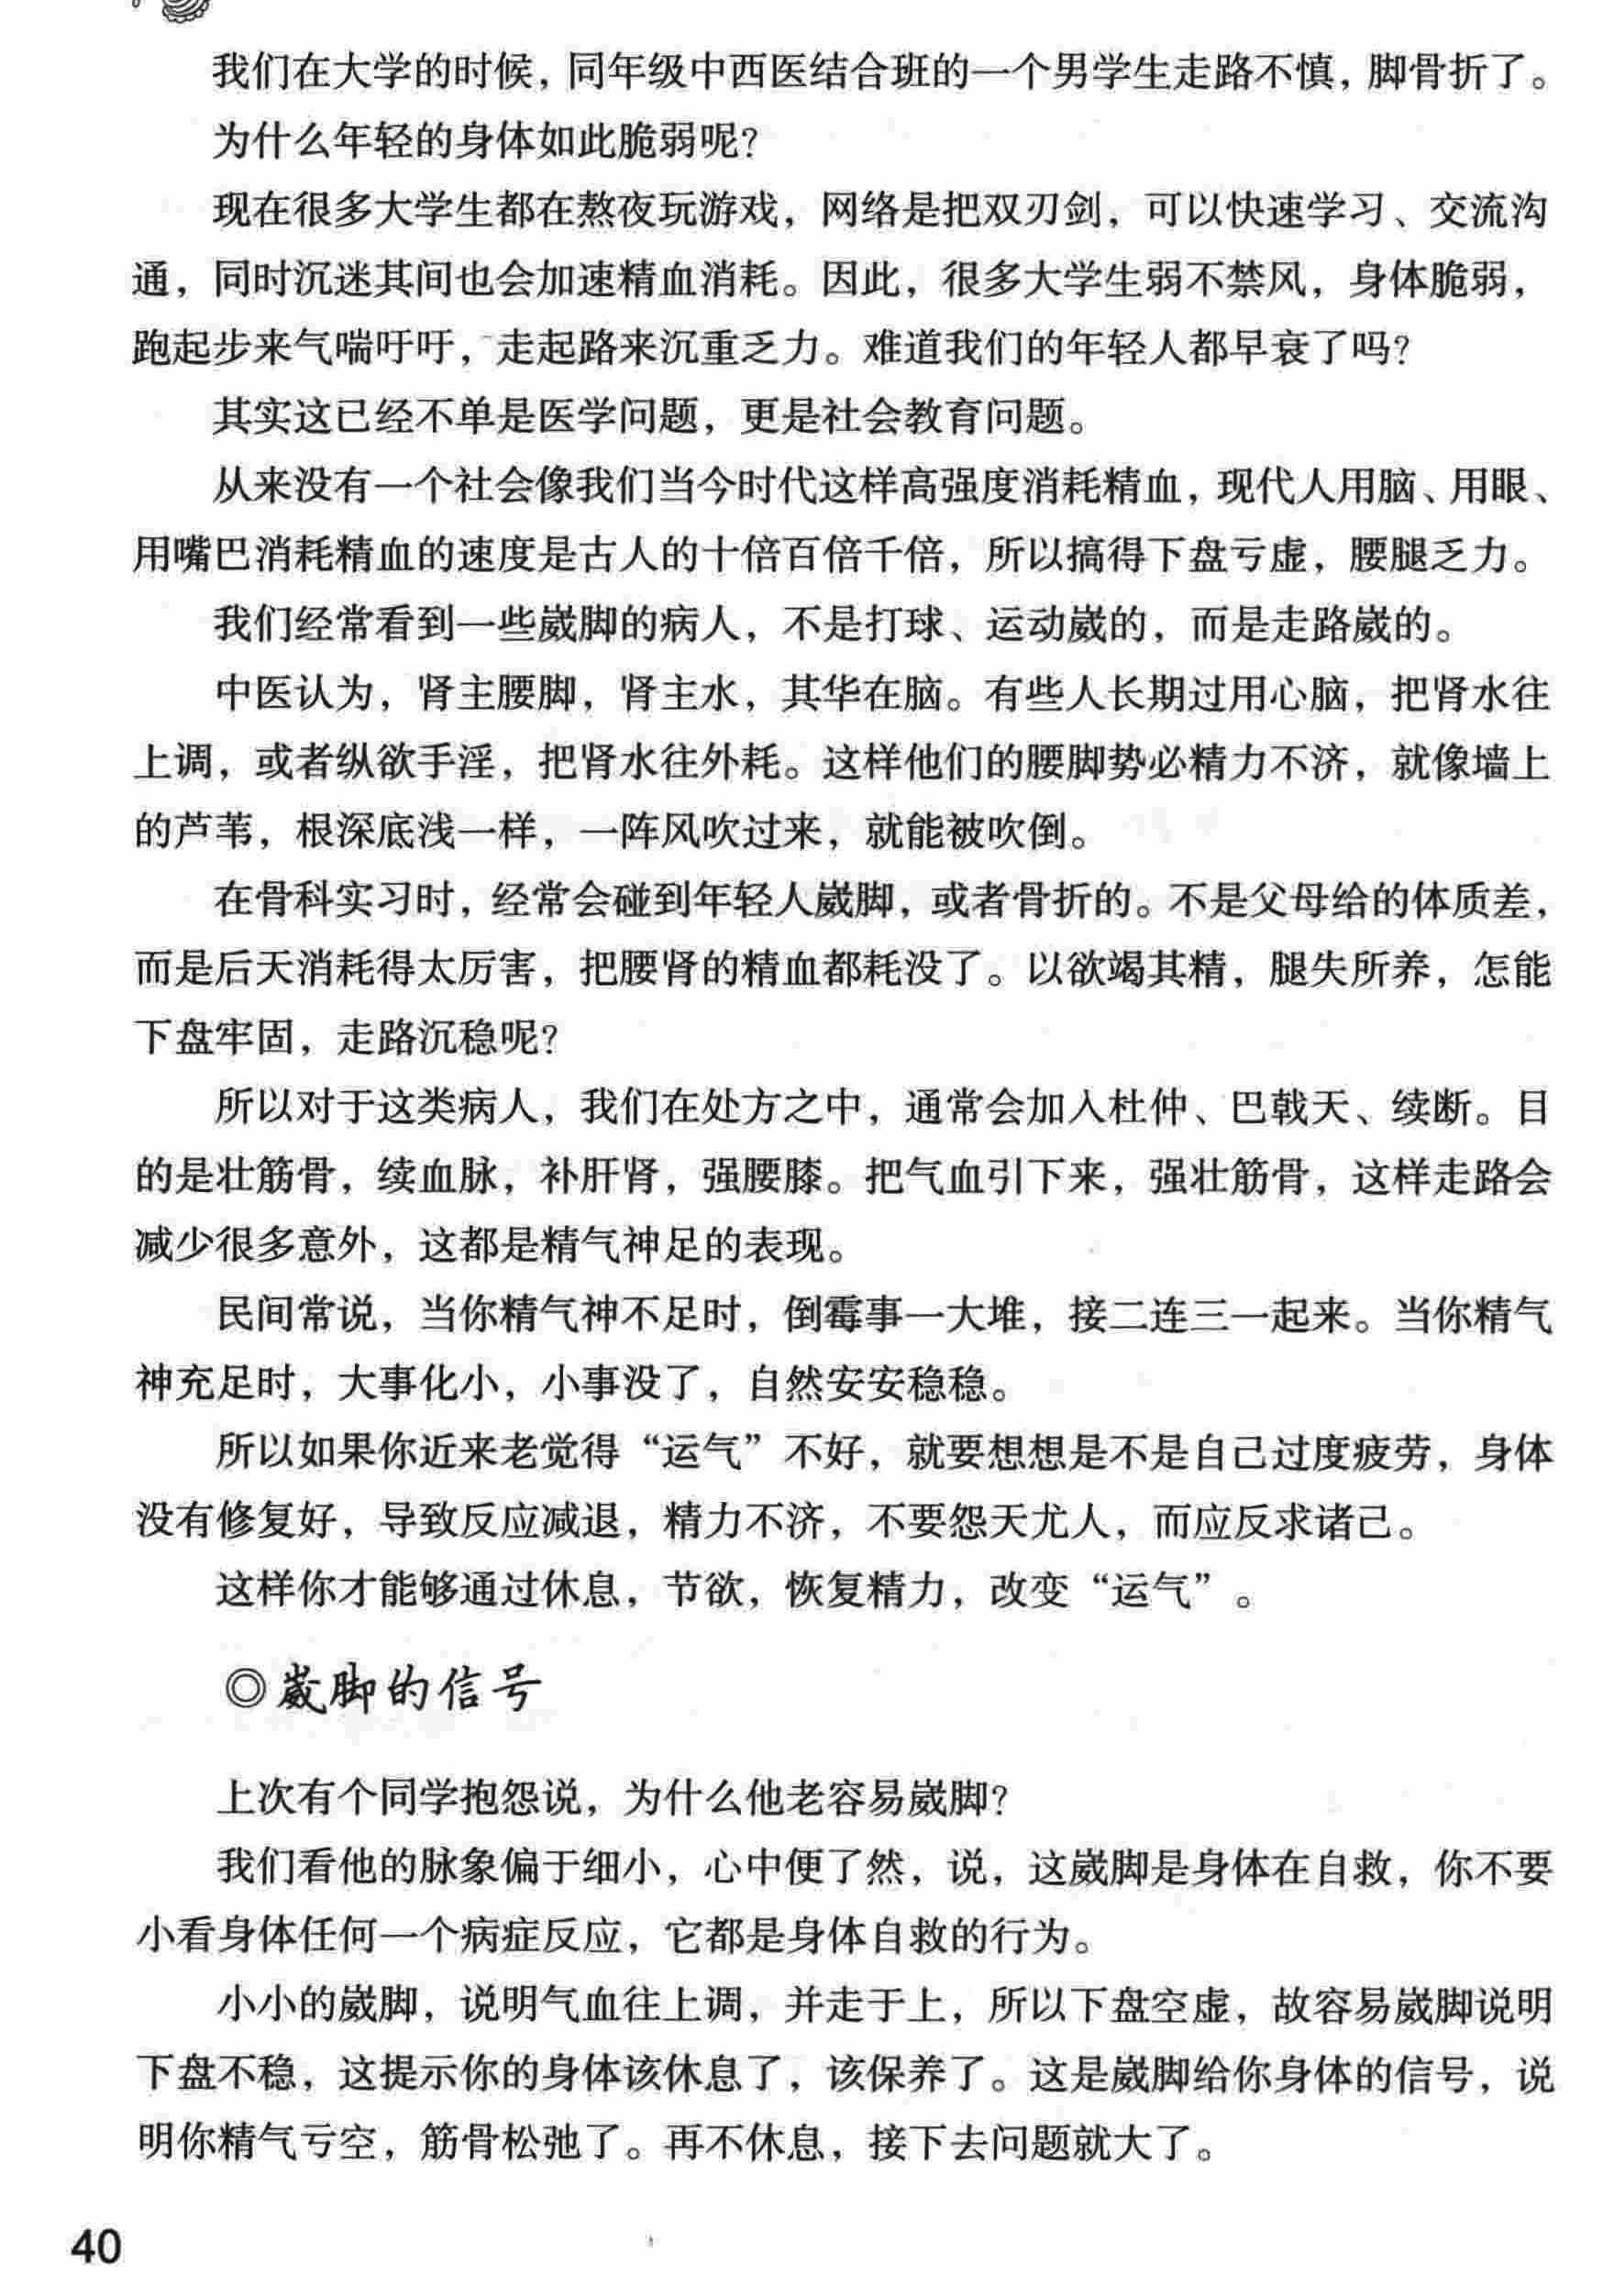 我们在大学的时候，同年级中西医结合班的一个男学生走路不慎，脚骨折了。
为什么年轻的身体如此脆弱呢？
现在很多大学生都在熬夜玩游戏，网络是把双刃剑，可以快速学习、交流沟
通，同时沉迷其间也会加速精血消耗。因此，很多大学生弱不禁风，身体脆弱，
跑起步来气喘吁吁，走起路来沉重乏力。难道我们的年轻人都早衰了吗？
其实这已经不单是医学问题，更是社会教育问题。
从来没有一个社会像我们当今时代这样高强度消耗精血，现代人用脑、用眼、
用嘴巴消耗精血的速度是古人的十倍百倍千倍，所以搞得下盘亏虚，腰腿乏力。
我们经常看到一些崴脚的病人，不是打球、运动崴的，而是走路崴的。
中医认为，肾主腰脚，肾主水，其华在脑。有些人长期过用心脑，把肾水往
上调，或者纵欲手淫，把肾水往外耗。这样他们的腰脚势必精力不济，就像墙上
的芦苇，根深底浅一样，一阵风吹过来，就能被吹倒。
在骨科实习时，经常会碰到年轻人崴脚，或者骨折的。不是父母给的体质差，
而是后天消耗得太厉害，把腰肾的精血都耗没了。以欲竭其精，腿失所养，怎能
下盘牢固，走路沉稳呢？
所以对于这类病人，我们在处方之中，通常会加入杜仲、巴戟天、续断。目
的是壮筋骨，续血脉，补肝肾，强腰膝。把气血引下来，强壮筋骨，这样走路会
减少很多意外，这都是精气神足的表现。
民间常说，当你精气神不足时，倒霉事一大堆，接二连三一起来。当你精气
神充足时，大事化小，小事没了，自然安安稳稳。
所以如果你近来老觉得“运气”不好，就要想想是不是自己过度疲劳，身体
没有修复好，导致反应减退，精力不济，不要怨天尤人，而应反求诸己。
这样你才能够通过休息，节欲，恢复精力，改变“运气”。
◎崴脚的信号
上次有个同学抱怨说，为什么他老容易崴脚？
我们看他的脉象偏于细小，心中便了然，说，这崴脚是身体在自救，你不要
小看身体任何一个病症反应，它都是身体自救的行为。
小小的崴脚，说明气血往上调，并走于上，所以下盘空虚，故容易崴脚说明
下盘不稳，这提示你的身体该休息了，该保养了。这是崴脚给你身体的信号，说
明你精气亏空，筋骨松弛了。再不休息，接下去问题就大了。
40